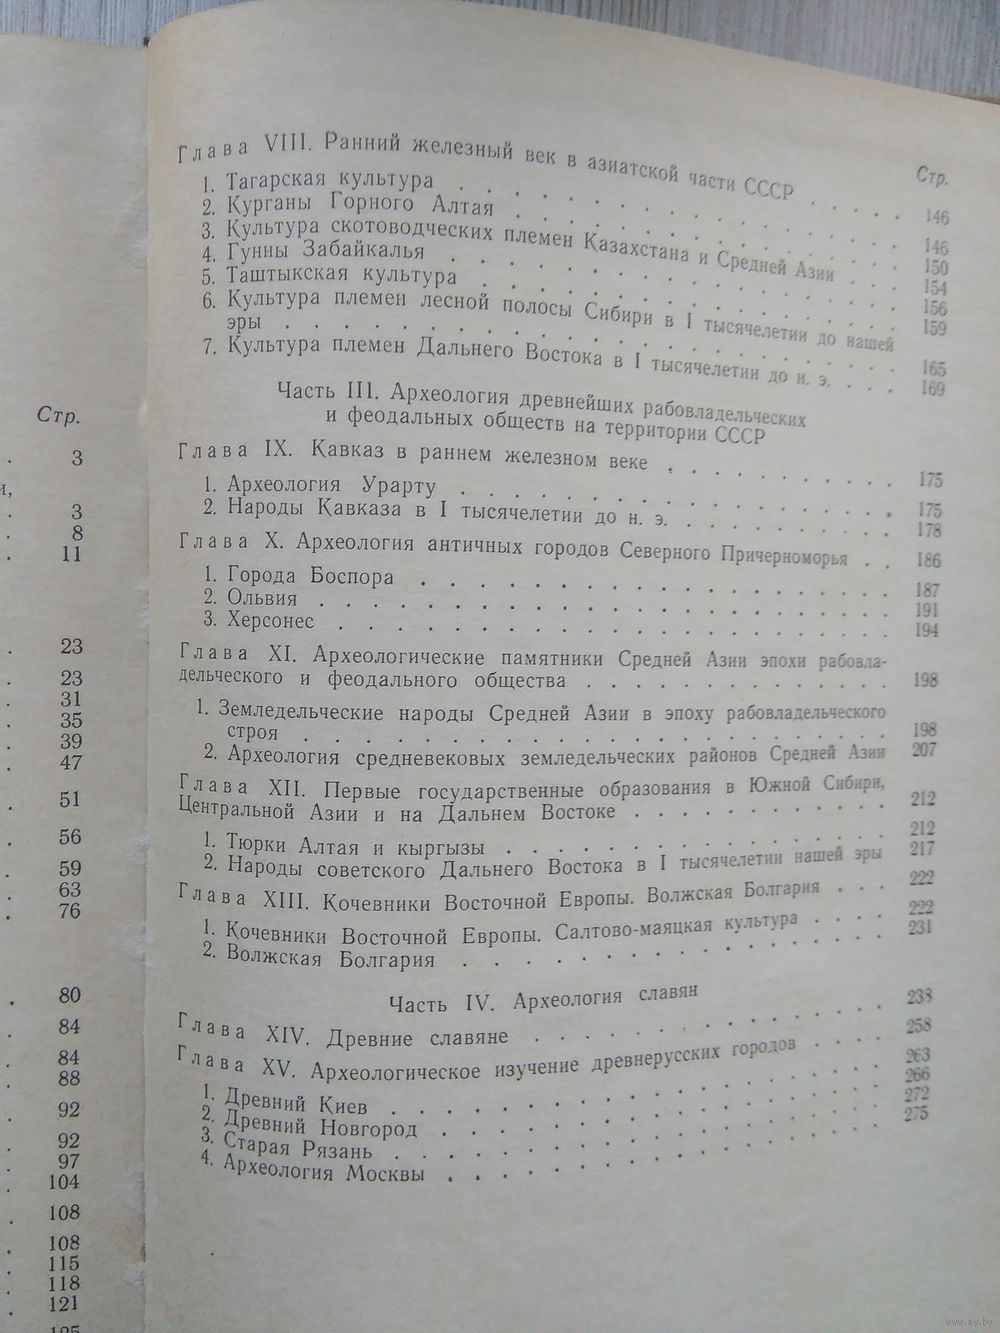 Стр.
3
и,
3
8
11
23
23
31
35
39
47
51
56
59
63
76
80
84
84
88
92
92
97
104
108
108
115
118
121
125
Стр.
Глава VIII. Ранний железный век в азиатской части СССР . . . . . 146
1. Тагарская культура . . . . . . . . . . . . . . . 146
2. Курганы Горного Алтая . . . . . . . . . . . . . 150
3. Культура скотоводческих племен Казахстана и Средней Азии . . . 154
4. Гунны Забайкалья . . . . . . . . . . . . . . . 156
5. Таштыкская культура . . . . . . . . . . . . . . 159
6. Культура племен лесной полосы Сибири в I тысячелетии до нашей
эры . . . . . . . . . . . . . . . . . . . . 165
7. Культура племен Дальнего Востока в I тысячелетии до н. э. . . . 169
Часть III. Археология древнейших рабовладельческих
и феодальных обществ на территории СССР
Глава IX. Кавказ в раннем железном веке . . . . . . . . . . 175
1. Археология Урарту . . . . . . . . . . . . . . . 175
2. Народы Кавказа в I тысячелетии до н. э. . . . . . . . . 178
Глава X. Археология античных городов Северного Причерноморья . . 186
1. Города Боспора . . . . . . . . . . . . . . . . 187
2. Ольвия . . . . . . . . . . . . . . . . . . . 191
3. Херсонес . . . . . . . . . . . . . . . . . . 194
Глава XI. Археологические памятники Средней Азии эпохи рабовла-
дельческого и феодального общества . . . . . . . . . . . . 198
1. Земледельческие народы Средней Азии в эпоху рабовладельческого
строя . . . . . . . . . . . . . . . . . . . 198
2. Археология средневековых земледельческих районов Средней Азии 207
Глава XII. Первые государственные образования в Южной Сибири,
Центральной Азии и на Дальнем Востоке . . . . . . . . . . 212
1. Тюрки Алтая и кыргызы . . . . . . . . . . . . . 212
2. Народы советского Дальнего Востока в I тысячелетии нашей эры 217
Глава XIII. Кочевники Восточной Европы. Волжская Болгария . . . 222
1. Кочевники Восточной Европы. Салтово-маяцкая культура . . . . 222
2. Волжская Болгария . . . . . . . . . . . . . . . 231
Часть IV. Археология славян
Глава XIV. Древние славяне . . . . . . . . . . . . . . 238
Глава XV. Археологическое изучение древнерусских городов . . . . 258
1. Древний Киев . . . . . . . . . . . . . . . . . 263
2. Древний Новгород . . . . . . . . . . . . . . . 266
3. Старая Рязань . . . . . . . . . . . . . . . . 272
4. Археология Москвы . . . . . . . . . . . . . . . 275
www.ay.by